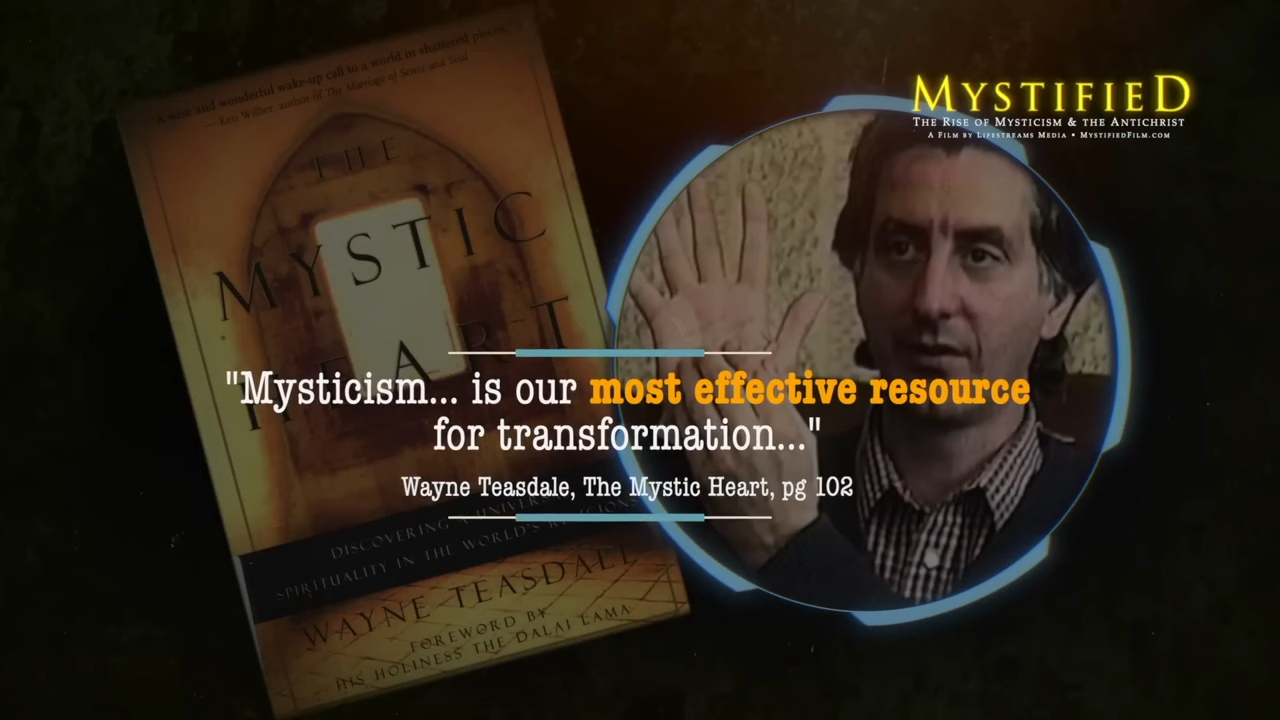 "A wise and wonderful wake-up call to a world in shattered pieces."
— Ken Wilber, author of The Marriage of Sense and Soul
THE
MYSTIC
HEART
DISCOVERING A UNIVERSAL
SPIRITUALITY IN THE WORLD'S RELIGIONS
WAYNE TEASDALE
FOREWORD BY
HIS HOLINESS THE DALAI LAMA
MYSTIFIED
THE RISE OF MYSTICISM & THE ANTICHRIST
A FILM BY LIFESTREAMS MEDIA • MYSTIFIEDFILM.COM
"Mysticism... is our most effective resource
for transformation..."
Wayne Teasdale, The Mystic Heart, pg 102